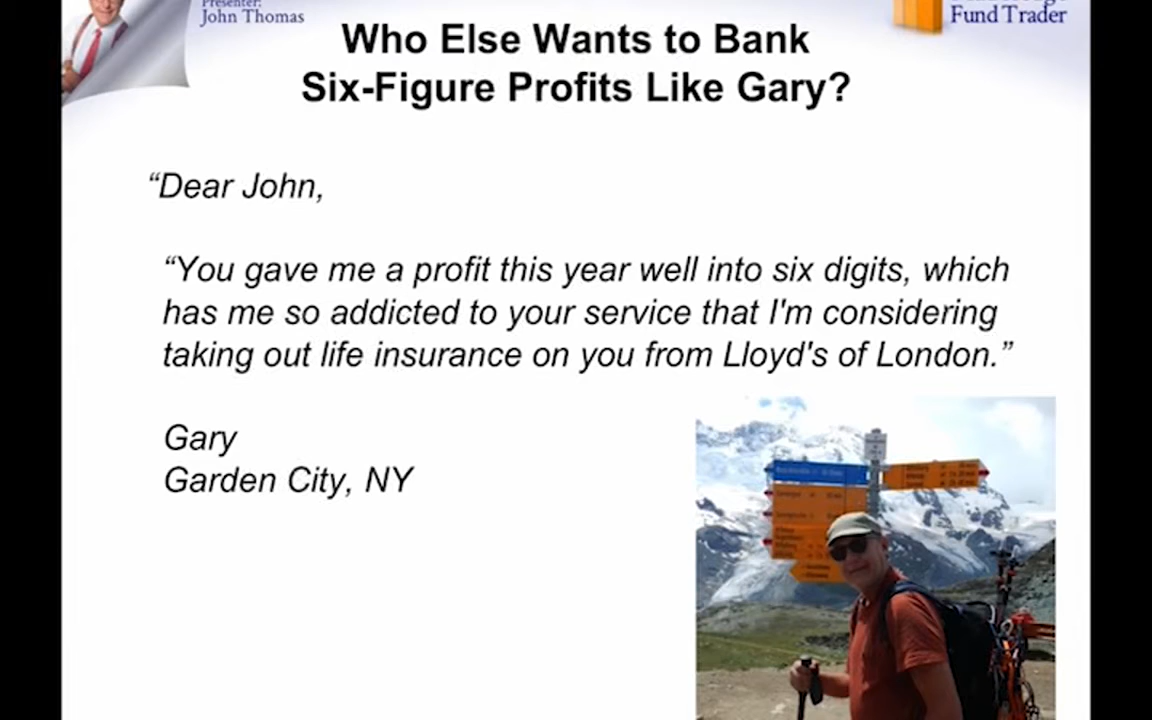 Presenter:
John Thomas
Fund Trader
Who Else Wants to Bank
Six-Figure Profits Like Gary?
“Dear John,
“You gave me a profit this year well into six digits, which
has me so addicted to your service that I'm considering
taking out life insurance on you from Lloyd's of London.”
Gary
Garden City, NY